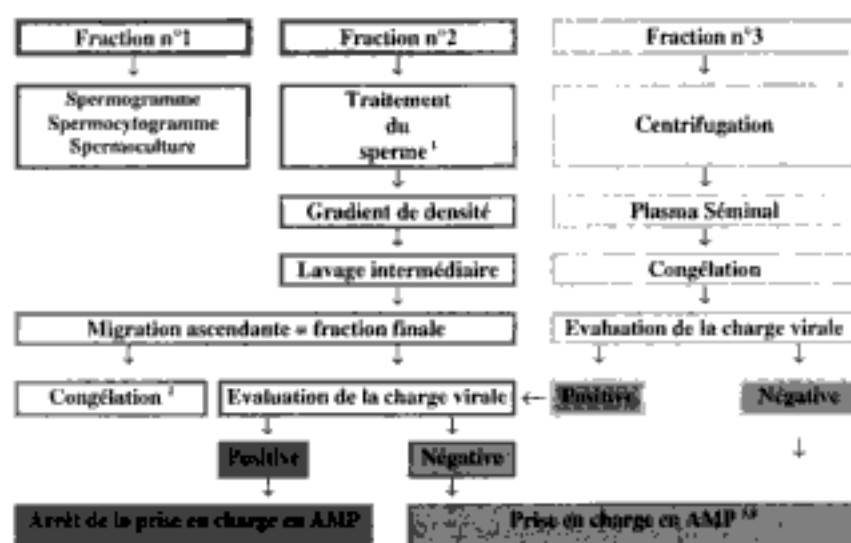 Fraction n°1
Fraction n°2
Fraction n°3
Spermogramme
Spermocytogramme
Spermoculture
Traitement
du
sperme ¹
Centrifugation
Gradient de densité
Plasma Séminal
Lavage intermédiaire
Congélation
Migration ascendante = fraction finale
Evaluation de la charge virale
Congélation ²
Evaluation de la charge virale
Positive
Négative
Positive
Négative
Arrêt de la prise en charge en AMP
Prise en charge en AMP